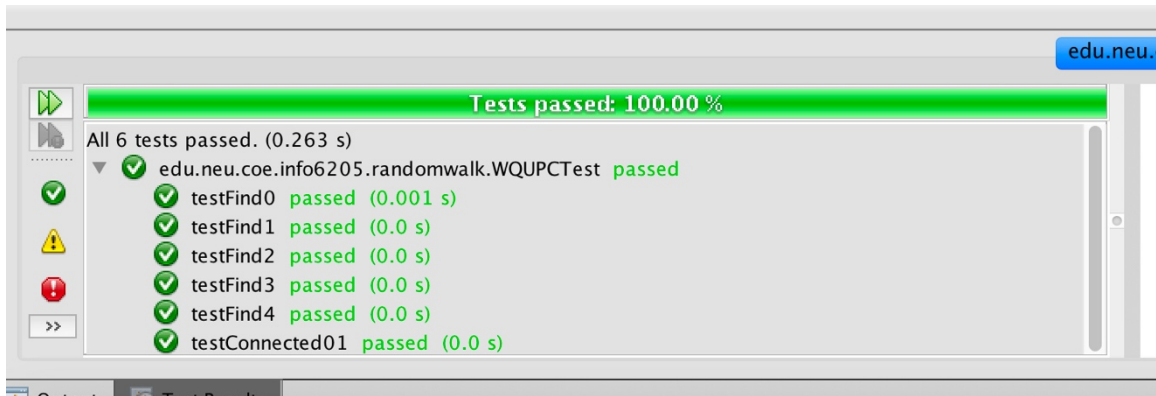 edu.neu.
Tests passed: 100.00 %
All 6 tests passed. (0.263 s)
edu.neu.coe.info6205.randomwalk.WQUPCTest passed
testFind0 passed (0.001 s)
testFind1 passed (0.0 s)
testFind2 passed (0.0 s)
testFind3 passed (0.0 s)
testFind4 passed (0.0 s)
>>
testConnected01 passed (0.0 s)